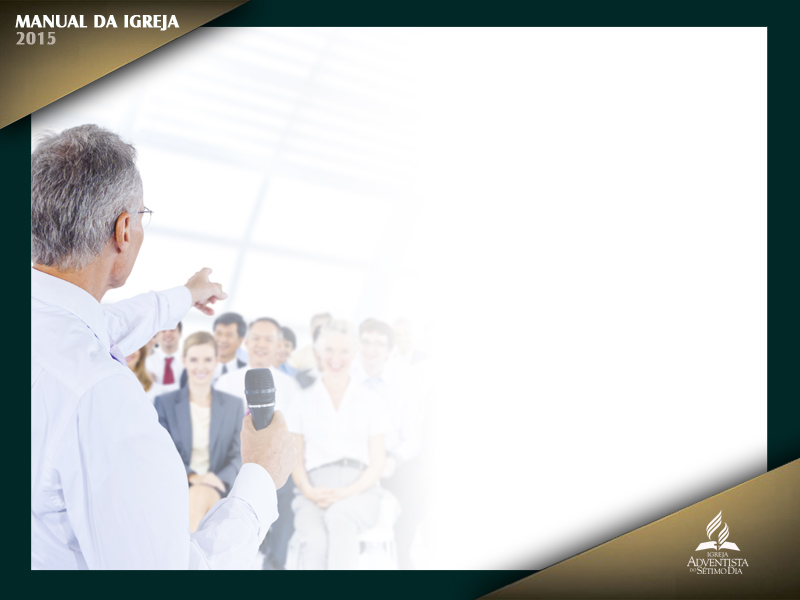 MANUAL DA IGREJA
2015
IGREJA
ADVENTISTA
DO SÉTIMO DIA